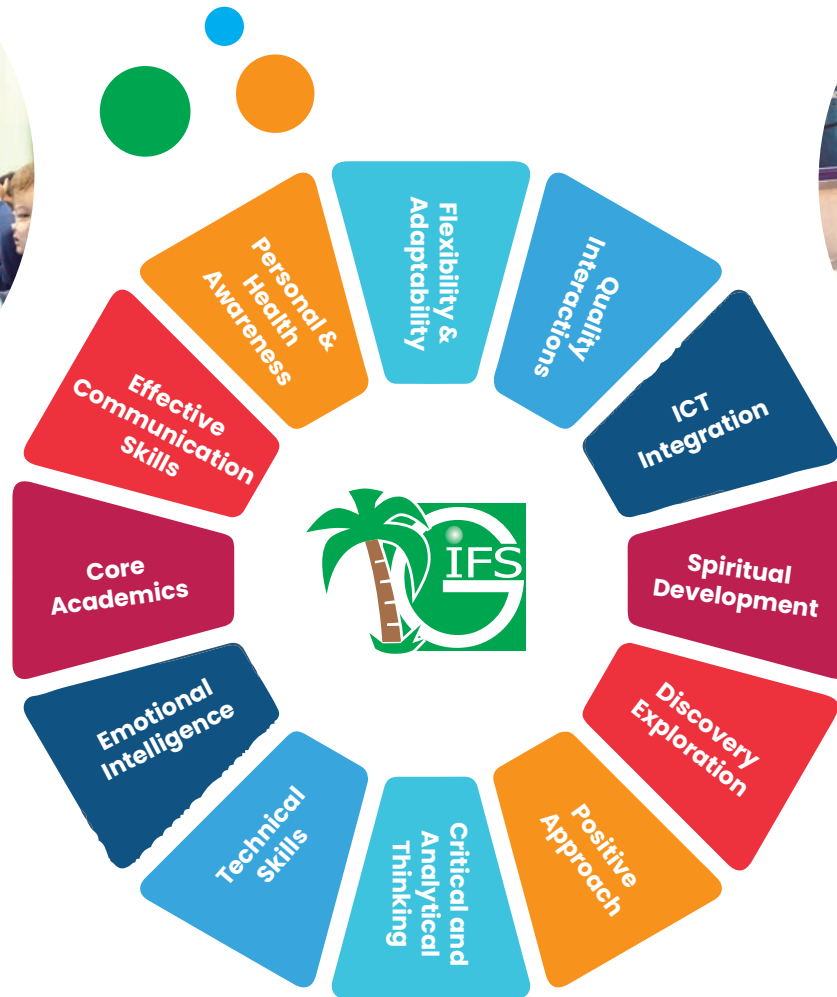 Flexibility &
Adaptability
Quality
Interactions
ICT
Integration
Spiritual
Development
Discovery
Exploration
Positive
Approach
Critical and
Analytical
Thinking
Technical
Skills
Emotional
Intelligence
Core
Academics
Effective
Communication
Skills
Personal &
Health
Awareness
G
IFS